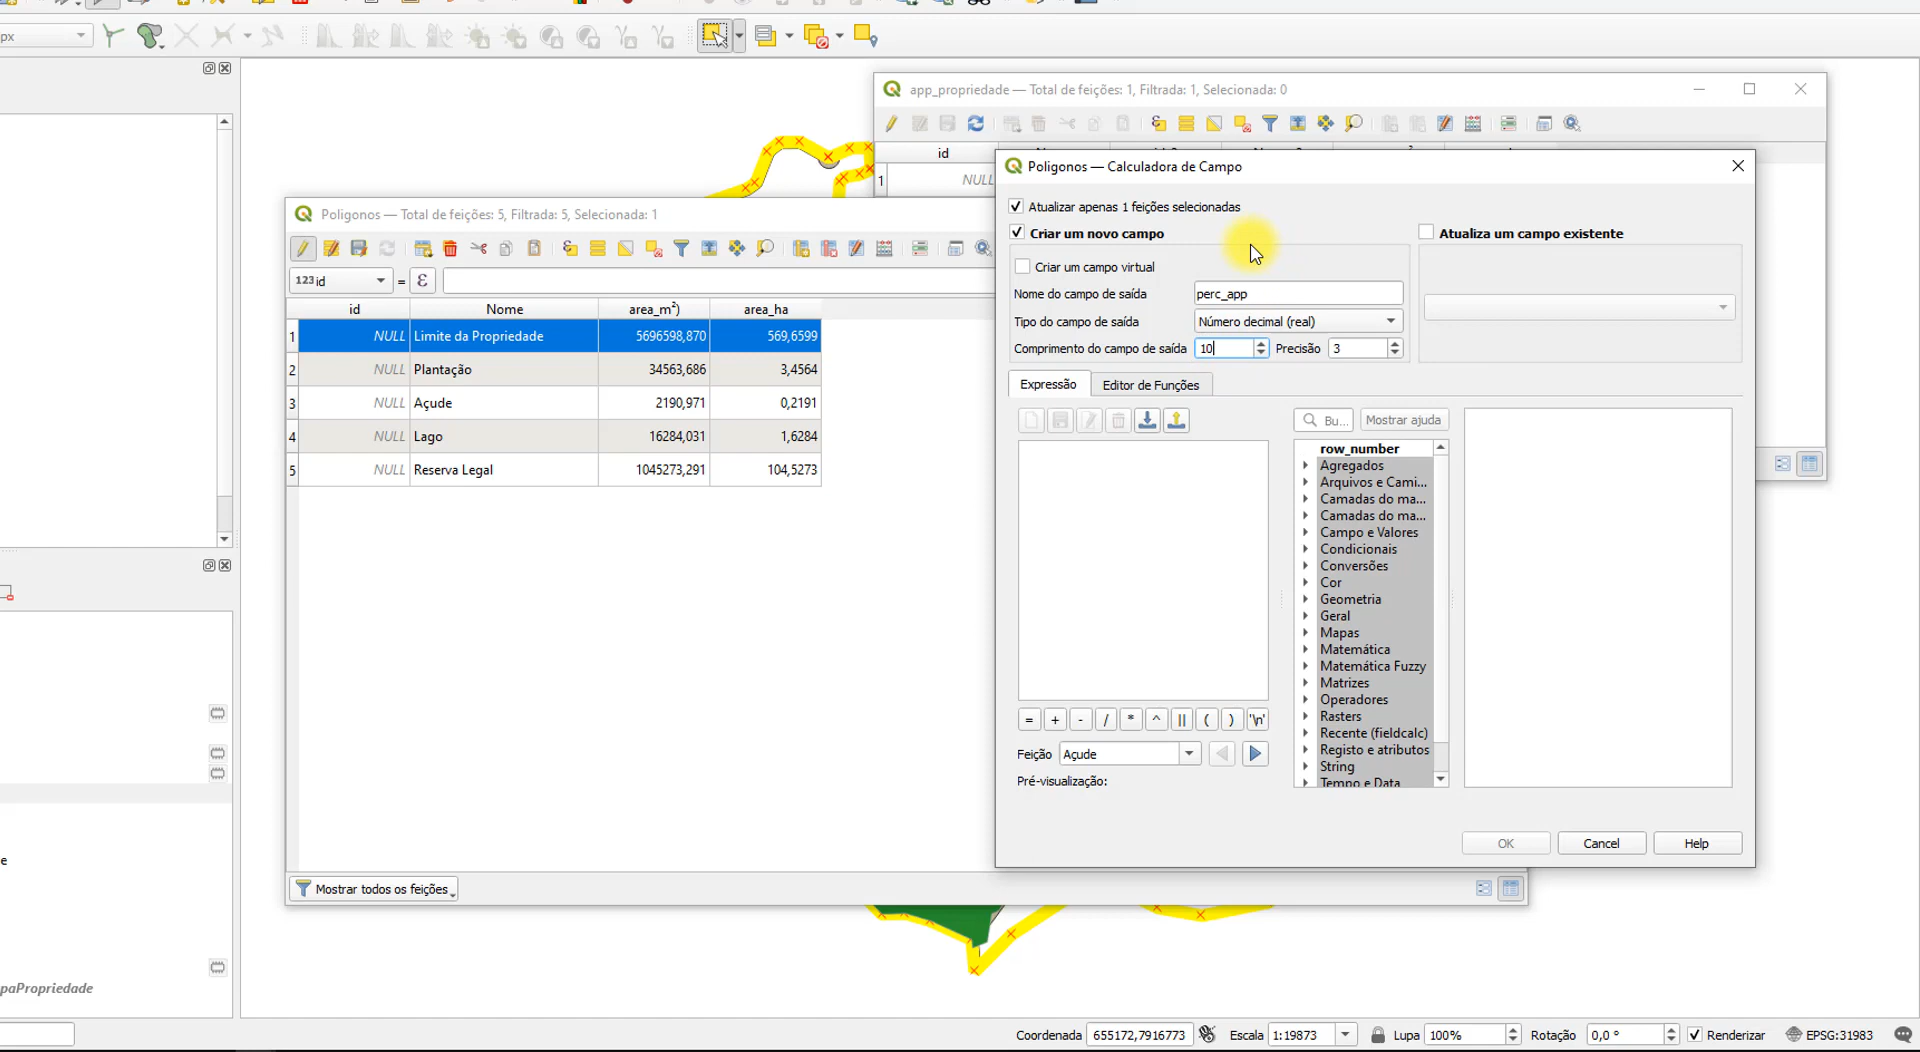 px
app_propriedade — Total de feições: 1, Filtrada: 1, Selecionada: 0
id
1 NULL
Poligonos — Total de feições: 5, Filtrada: 5, Selecionada: 1
123 id = ε
id Nome area_m²) area_ha
1 NULL Limite da Propriedade 5696598,870 569,6599
2 NULL Plantação 34563,686 3,4564
3 NULL Açude 2190,971 0,2191
4 NULL Lago 16284,031 1,6284
5 NULL Reserva Legal 1045273,291 104,5273
Mostrar todos os feições
Poligonos — Calculadora de Campo
Atualizar apenas 1 feições selecionadas
Criar um novo campo
Atualiza um campo existente
Criar um campo virtual
Nome do campo de saída perc_app
Tipo do campo de saída Número decimal (real)
Comprimento do campo de saída 10 Precisão 3
Expressão Editor de Funções
Bu... Mostrar ajuda
row_number
Agregados
Arquivos e Cami...
Camadas do ma...
Camadas do ma...
Campo e Valores
Condicionais
Conversões
Cor
Geometria
Geral
Mapas
Matemática
Matemática Fuzzy
Matrizes
Operadores
Rasters
Recente (fieldcalc)
Registo e atributos
String
Tempo e Data
= + - / * ^ || ( ) '\n'
Feição Açude
Pré-visualização:
OK Cancel Help
e
paPropriedade
Coordenada 655172,7916773 Escala 1:19873 Lupa 100% Rotação 0,0 ° Renderizar EPSG:31983